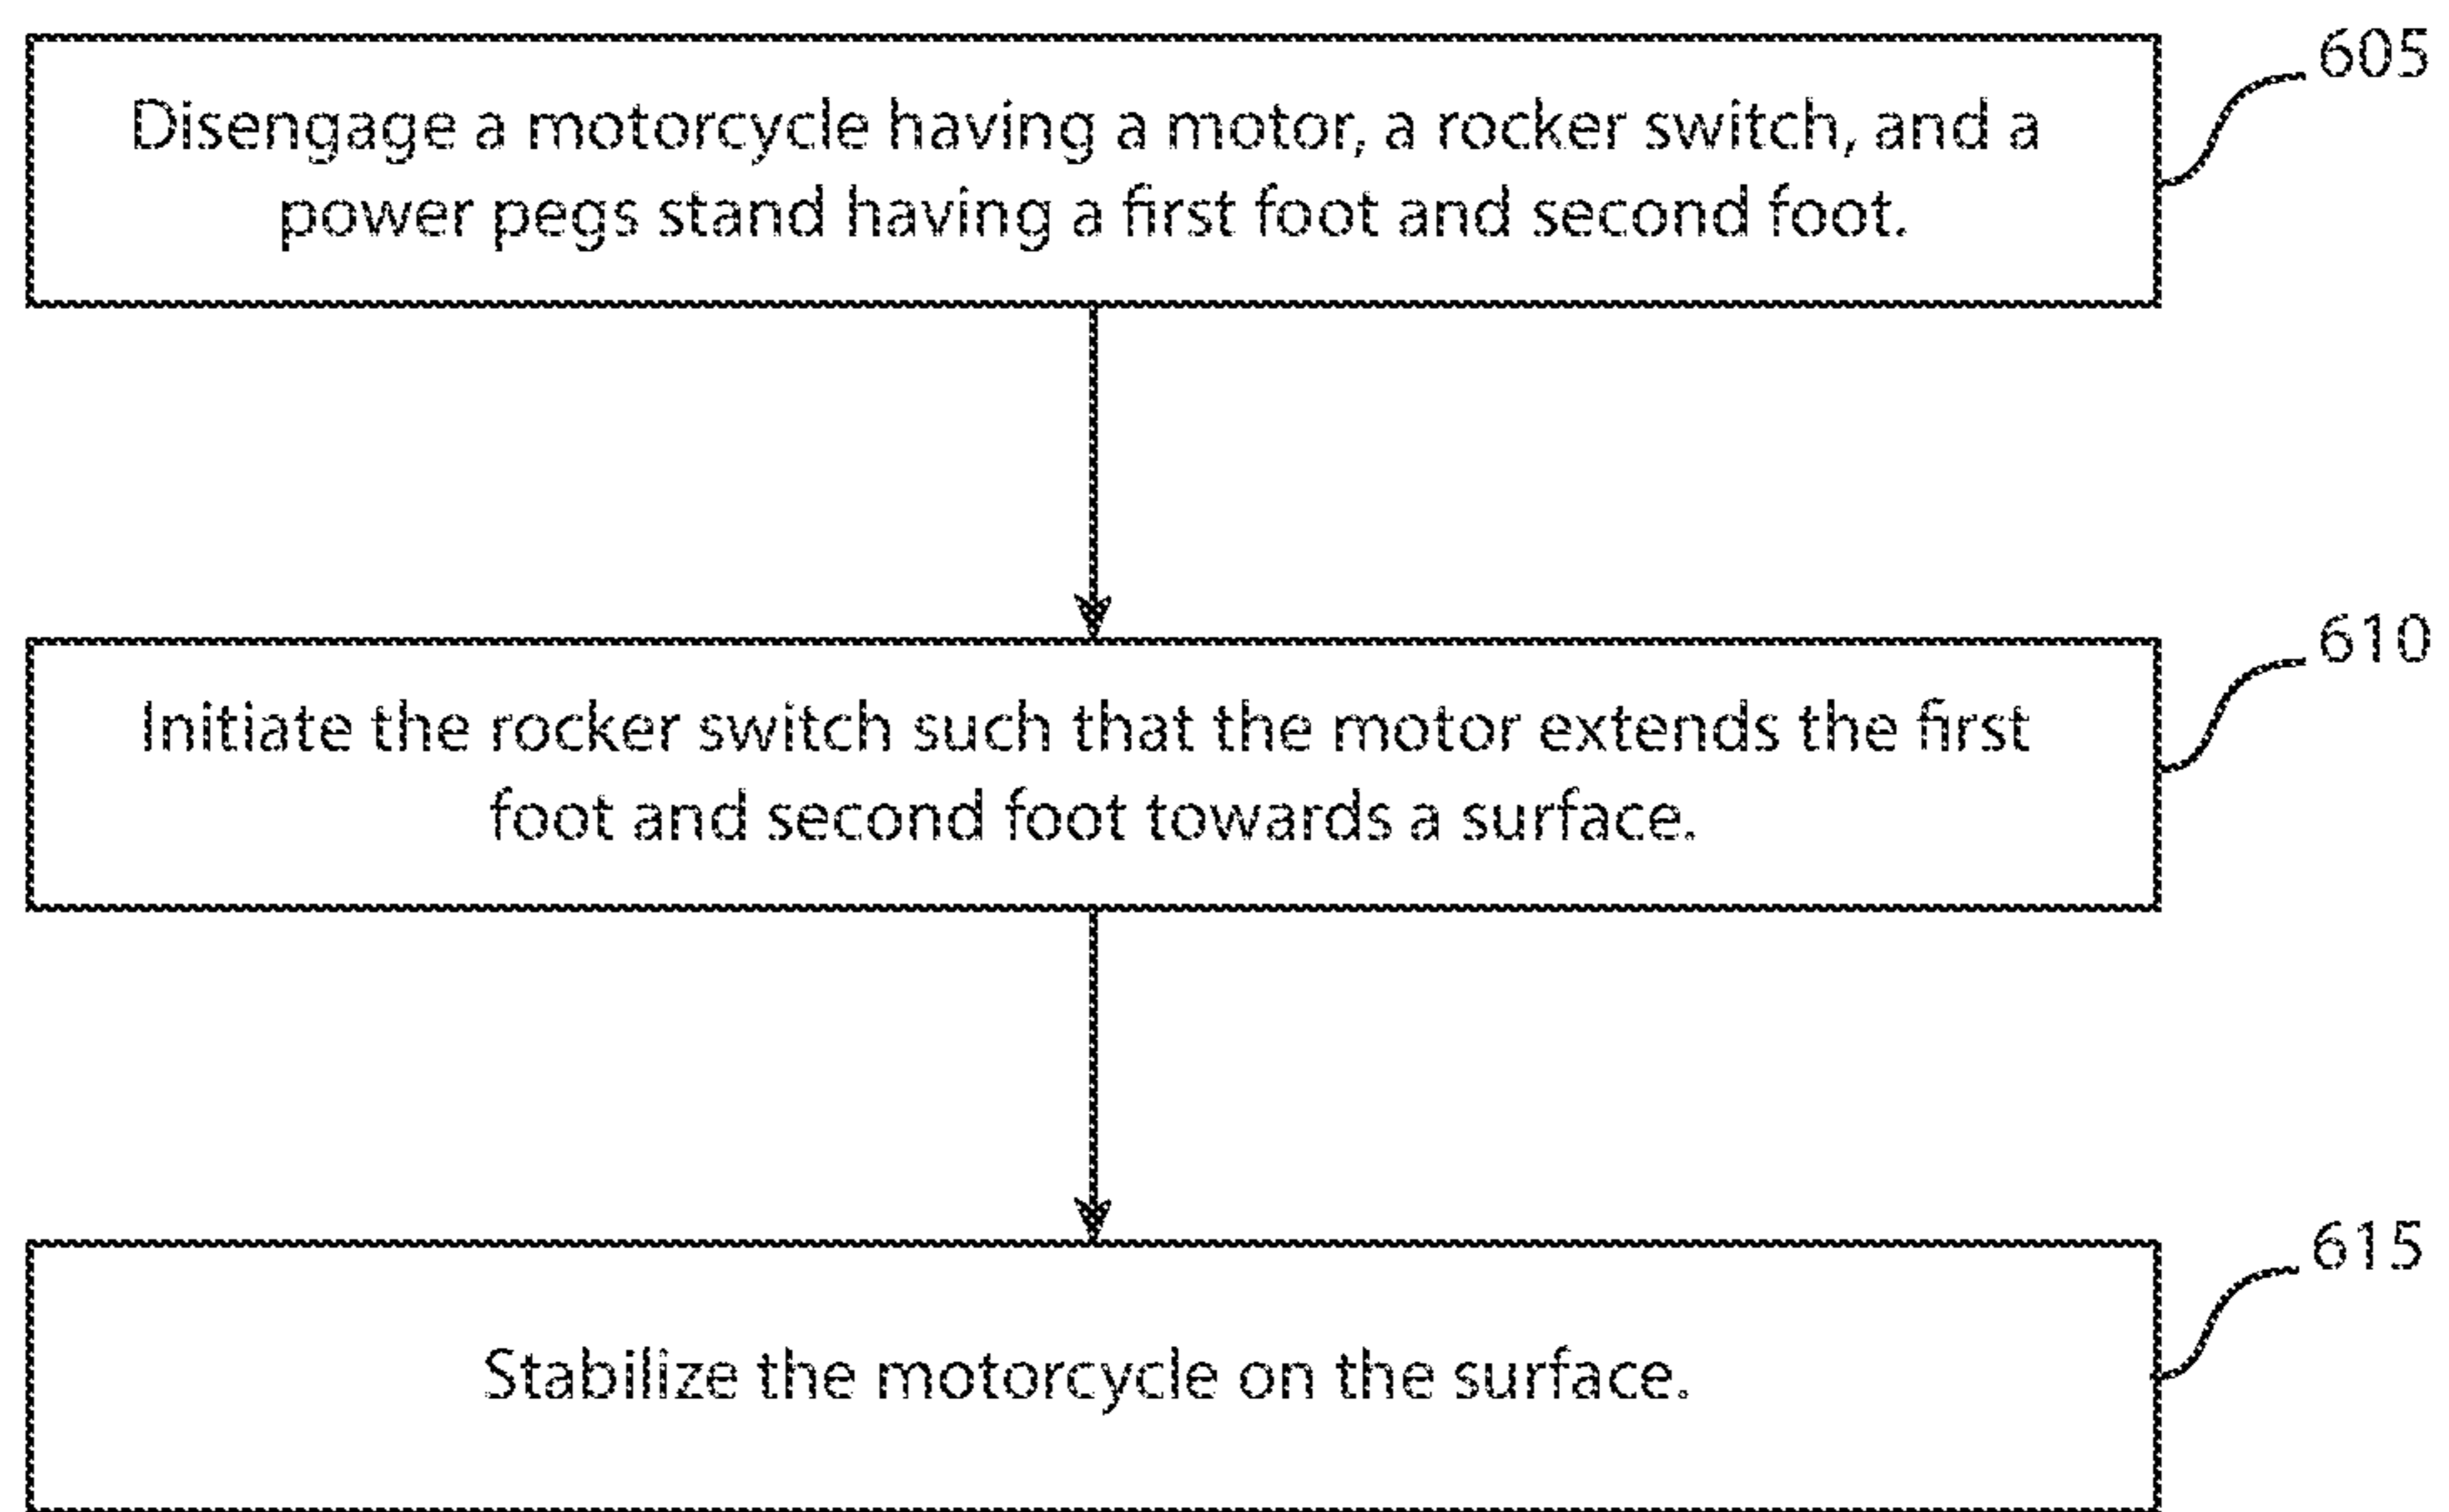 605
Disengage a motorcycle having a motor, a rocker switch, and a
power pegs stand having a first foot and second foot.
610
Initiate the rocker switch such that the motor extends the first
foot and second foot towards a surface.
615
Stabilize the motorcycle on the surface.